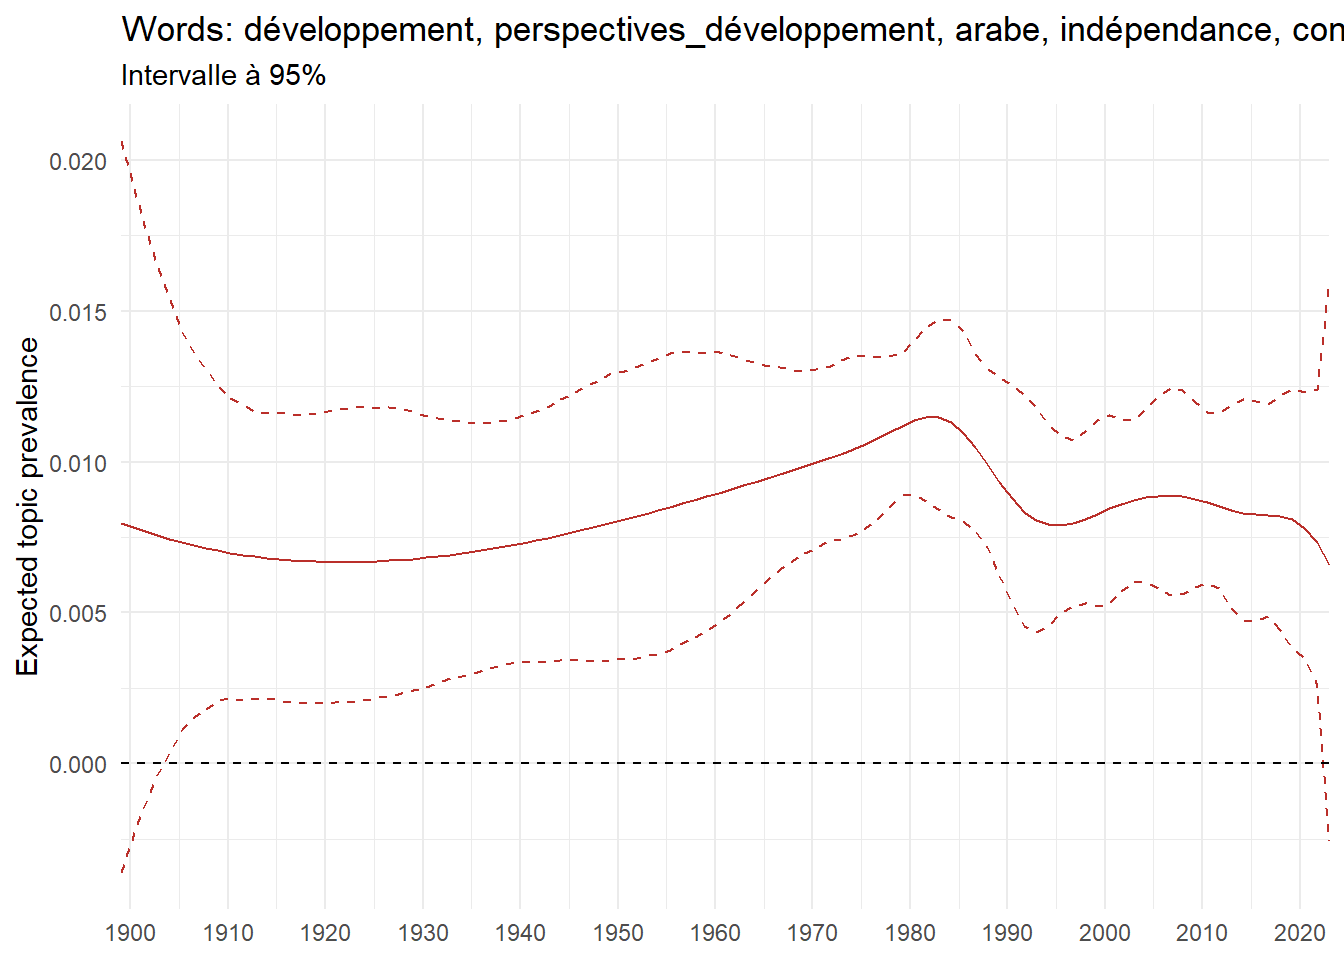 Words: développement, perspectives_développement, arabe, indépendance, con
Intervalle à 95%
Expected topic prevalence
0.020
0.015
0.010
0.005
0.000
1900 1910 1920 1930 1940 1950 1960 1970 1980 1990 2000 2010 2020